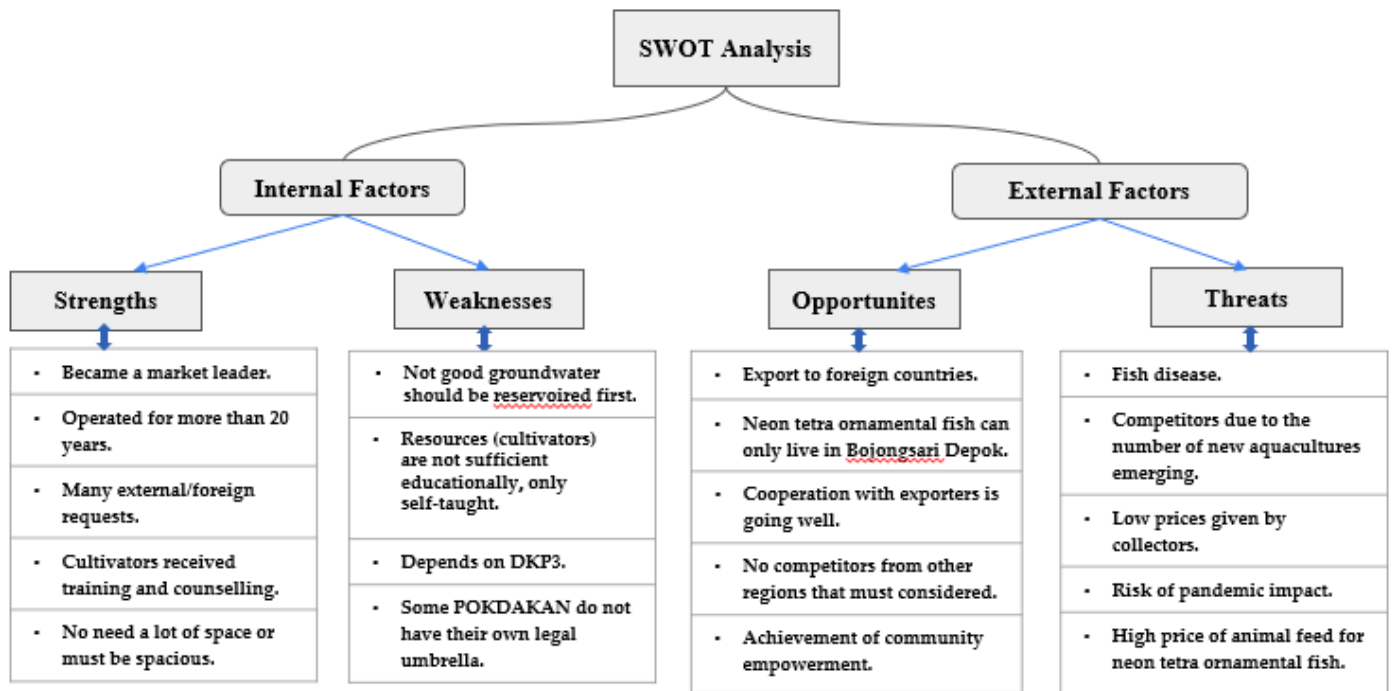 SWOT Analysis
Internal Factors
External Factors
Strengths
Weaknesses
Opportunites
Threats
▪ Became a market leader.
▪ Operated for more than 20
years.
▪ Many external/foreign
requests.
▪ Cultivators received
training and counselling.
▪ No need a lot of space or
must be spacious.
▪ Not good groundwater
should be reservoired first.
▪ Resources (cultivators)
are not sufficient
educationally, only
self-taught.
▪ Depends on DKP3.
▪ Some POKDAKAN do not
have their own legal
umbrella.
▪ Export to foreign countries.
▪ Neon tetra ornamental fish can
only live in Bojongsari Depok.
▪ Cooperation with exporters is
going well.
▪ No competitors from other
regions that must considered.
▪ Achievement of community
empowerment.
▪ Fish disease.
▪ Competitors due to the
number of new aquacultures
emerging.
▪ Low prices given by
collectors.
▪ Risk of pandemic impact.
▪ High price of animal feed for
neon tetra ornamental fish.